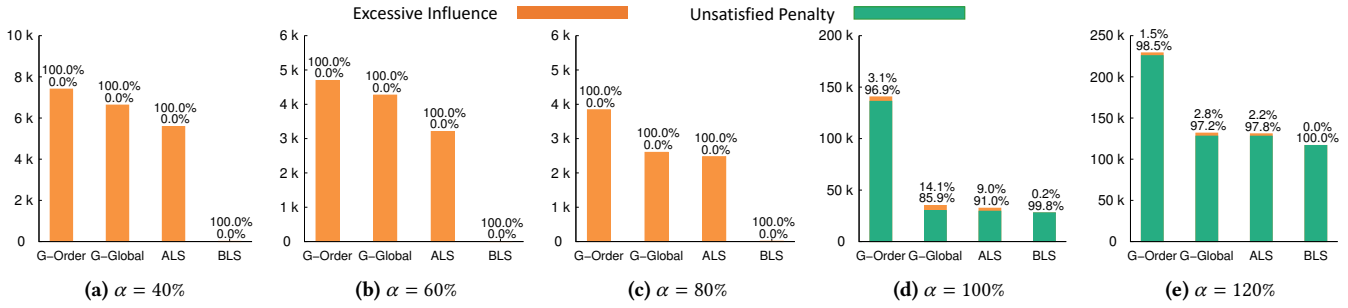 Excessive Influence
Unsatisfied Penalty
10 k
8 k
6 k
4 k
2 k
0
100.0%
0.0%
100.0%
0.0%
100.0%
0.0%
100.0%
0.0%
G–Order G–Global ALS BLS
(a) α = 40%
6 k
5 k
4 k
3 k
2 k
1 k
0
100.0%
0.0%
100.0%
0.0%
100.0%
0.0%
100.0%
0.0%
G–Order G–Global ALS BLS
(b) α = 60%
6 k
5 k
4 k
3 k
2 k
1 k
0
100.0%
0.0%
100.0%
0.0%
100.0%
0.0%
100.0%
0.0%
G–Order G–Global ALS BLS
(c) α = 80%
200 k
150 k
100 k
50 k
0
3.1%
96.9%
14.1%
85.9%
9.0%
91.0%
0.2%
99.8%
G–Order G–Global ALS BLS
(d) α = 100%
250 k
200 k
150 k
100 k
50 k
0
1.5%
98.5%
2.8%
97.2%
2.2%
97.8%
0.0%
100.0%
G–Order G–Global ALS BLS
(e) α = 120%